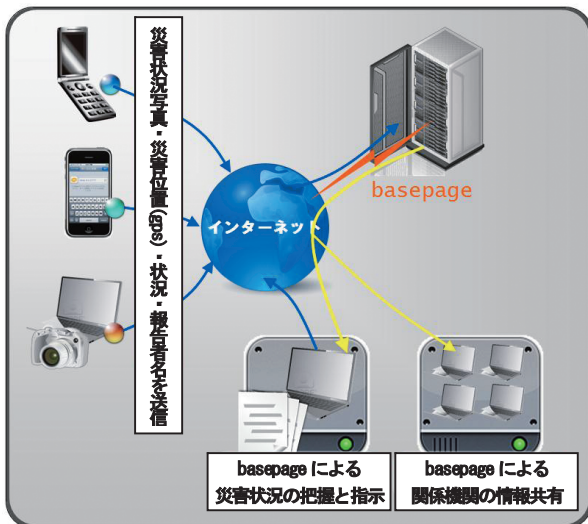 災害状況写真・災害位置(gps)・状況・報告者名を送信
インターネット
basepage
basepage による
災害状況の把握と指示
basepage による
関係機関の情報共有